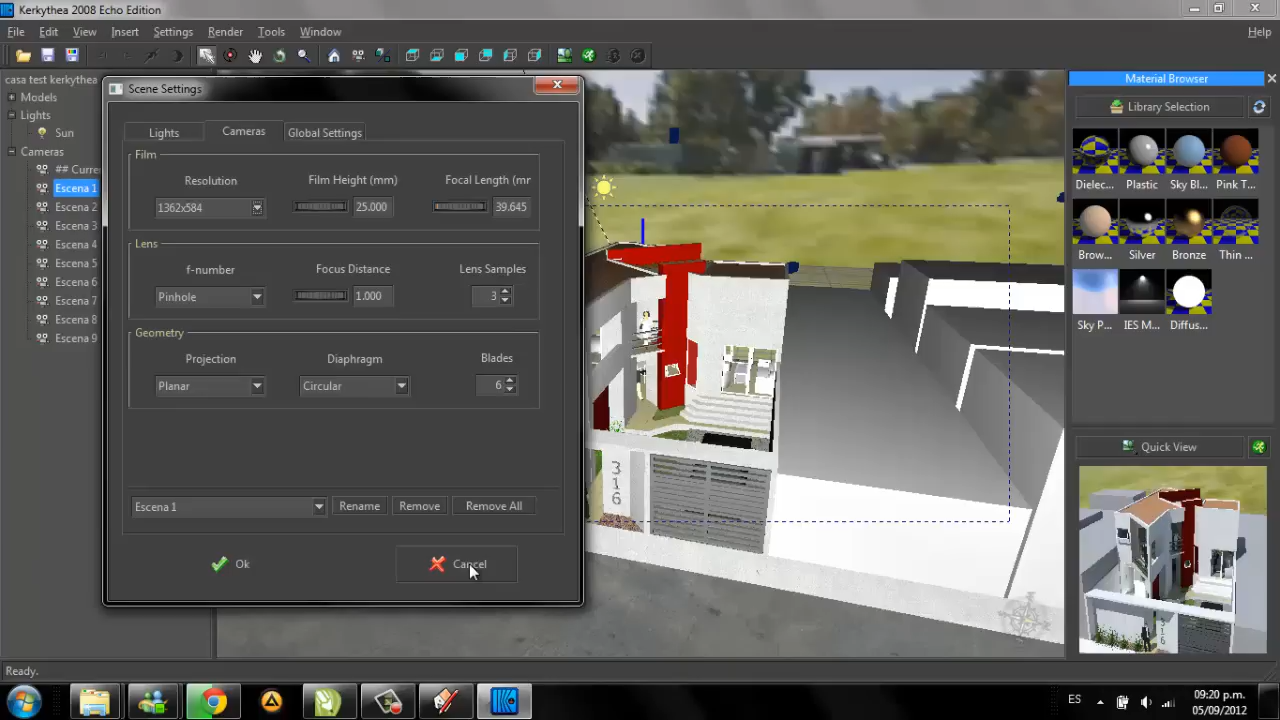 Kerkythea 2008 Echo Edition
File Edit View Insert Settings Render Tools Window Help
casa test kerkythea
Models
Lights
Sun
Cameras
## Curre
Escena 1
Escena 2
Escena 3
Escena 4
Escena 5
Escena 6
Escena 7
Escena 8
Escena 9
Scene Settings
Lights Cameras Global Settings
Film
Resolution Film Height (mm) Focal Length (mr
1362x584 25.000 39.645
Lens
f-number Focus Distance Lens Samples
Pinhole 1.000 3
Geometry
Projection Diaphragm Blades
Planar Circular 6
Escena 1 Rename Remove Remove All
Ok Cancel
316
Material Browser
Library Selection
Dielec... Plastic Sky Bl... Pink T...
Brow... Silver Bronze Thin ...
Sky P... IES M... Diffus...
Quick View
316
Ready.
ES 09:20 p.m.
05/09/2012